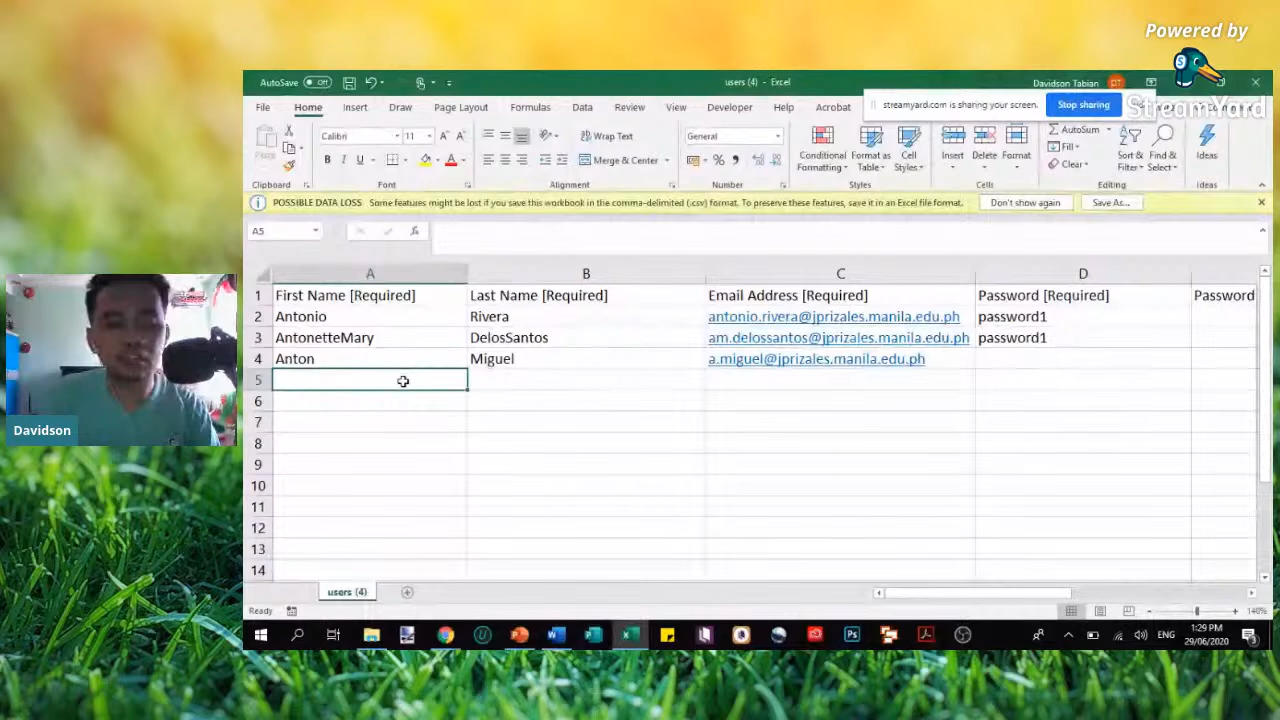 Powered by
StreamYard
AutoSave Off
users (4) - Excel
Davidson Tabian DT
File Home Insert Draw Page Layout Formulas Data Review View Developer Help Acrobat
streamyard.com is sharing your screen. Stop sharing
Calibri 11
Wrap Text
General
AutoSum
Fill
Clear
B I U
Merge & Center
Conditional Formatting
Format as Table
Cell Styles
Insert Delete Format
Sort & Filter
Find & Select
Ideas
Clipboard Font Alignment Number Styles Cells Editing Ideas
POSSIBLE DATA LOSS Some features might be lost if you save this workbook in the comma-delimited (.csv) format. To preserve these features, save it in an Excel file format. Don't show again Save As...
A5
A B C D
1 First Name [Required] Last Name [Required] Email Address [Required] Password [Required] Password
2 Antonio Rivera antonio.rivera@jprizales.manila.edu.ph password1
3 AntonetteMary DelosSantos am.delossantos@jprizales.manila.edu.ph password1
4 Anton Miguel a.miguel@jprizales.manila.edu.ph
5
6
7
8
9
10
11
12
13
14
Davidson
users (4)
Ready
140%
ENG
1:29 PM
29/06/2020